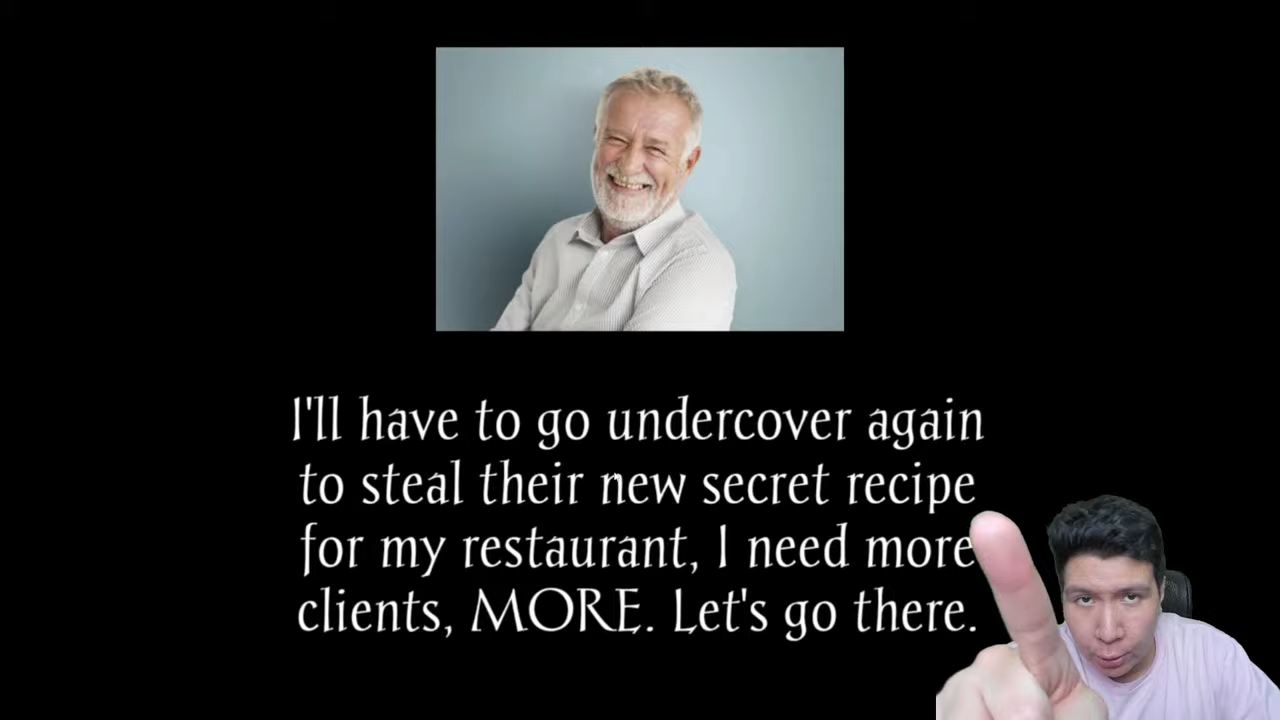 I'll have to go undercover again
to steal their new secret recipe
for my restaurant, I need more
clients, MORE. Let's go there.